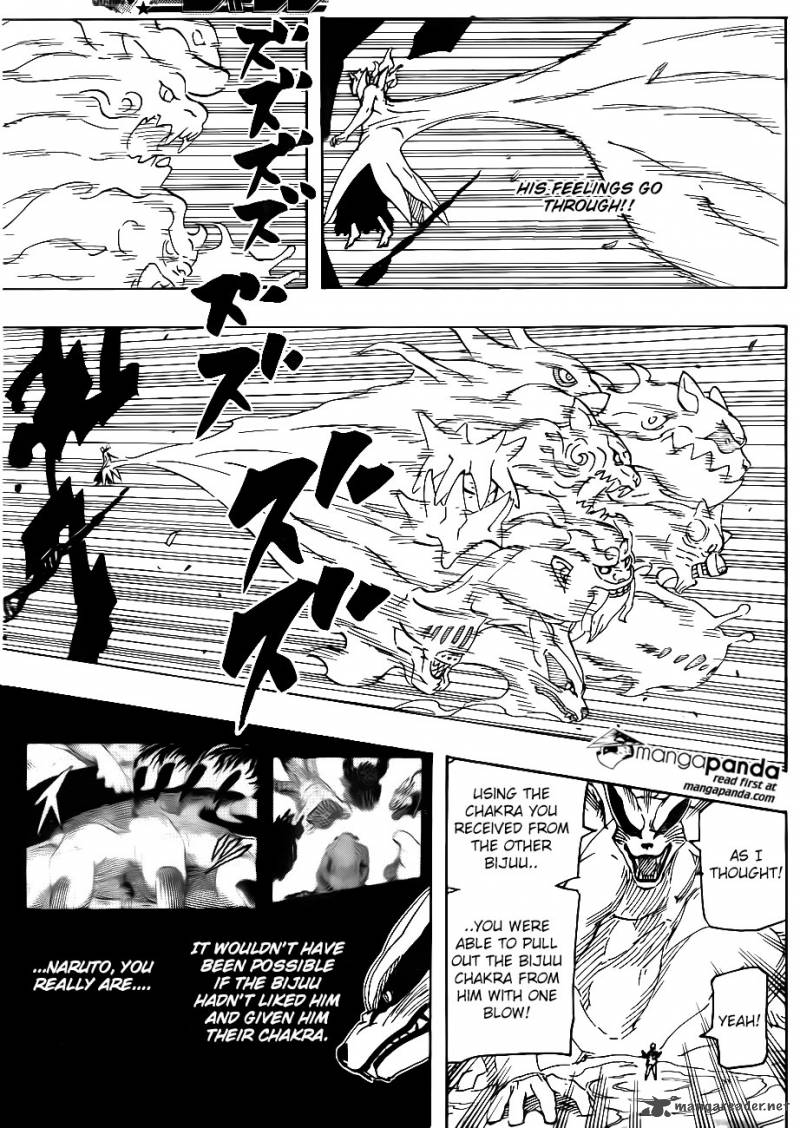 HIS FEELINGS GO
THROUGH!!
ズズズズズズ
ズズ
mangapanda
read first at
mangapanda.com
AS I
THOUGHT!
USING THE
CHAKRA YOU
RECEIVED FROM
THE OTHER
BIJUU..
..YOU WERE
ABLE TO PULL
OUT THE BIJUU
CHAKRA FROM
HIM WITH ONE
BLOW!
YEAH!
IT WOULDN'T HAVE
BEEN POSSIBLE
IF THE BIJUU
HADN'T LIKED HIM
AND GIVEN HIM
THEIR CHAKRA.
...NARUTO, YOU
REALLY ARE....
mangareader.net